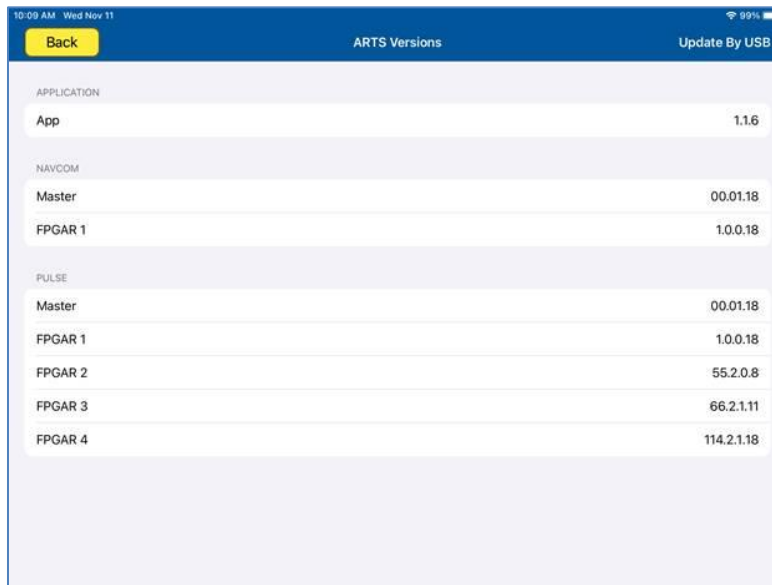 10:09 AM Wed Nov 11 99%
Back ARTS Versions Update By USB
APPLICATION
App 1.1.6
NAVCOM
Master 00.01.18
FPGAR 1 1.0.0.18
PULSE
Master 00.01.18
FPGAR 1 1.0.0.18
FPGAR 2 55.2.0.8
FPGAR 3 66.2.1.11
FPGAR 4 114.2.1.18